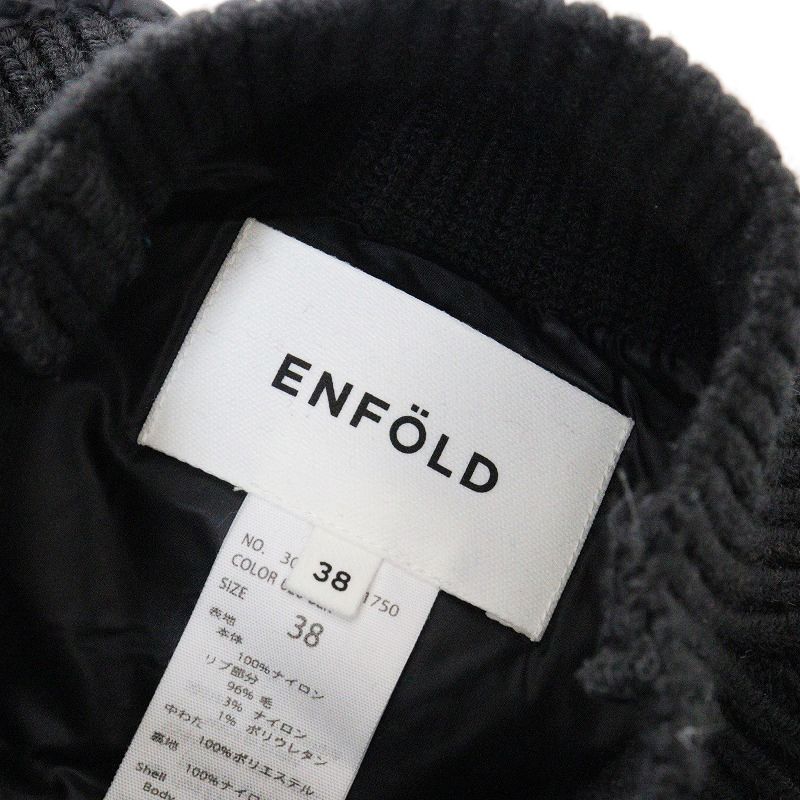 ENFÖLD
38
NO. 30 1750
COLOR
SIZE
38
表地
本体
100%ナイロン
リブ部分
96% 毛
3% ナイロン
1% ポリウレタン
中わた
100%ポリエステル
裏地
100%ナイロン
Shell
Body